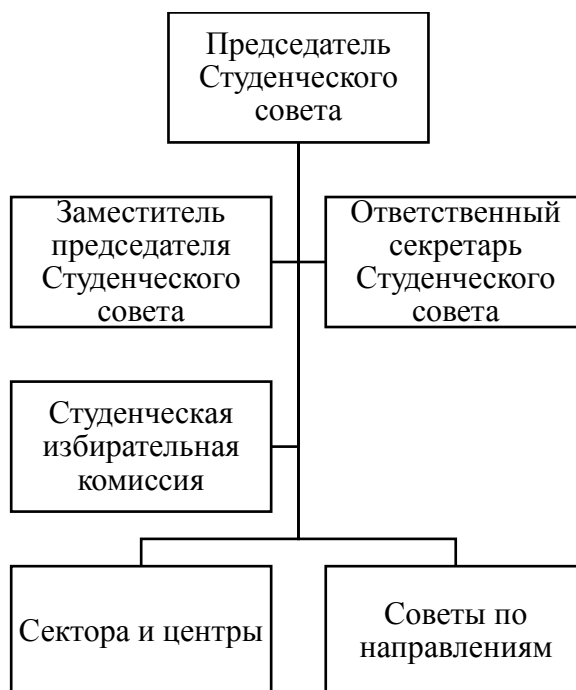 Председатель
Студенческого
совета
Заместитель
председателя
Студенческого
совета
Ответственный
секретарь
Студенческого
совета
Студенческая
избирательная
комиссия
Сектора и центры
Советы по
направлениям